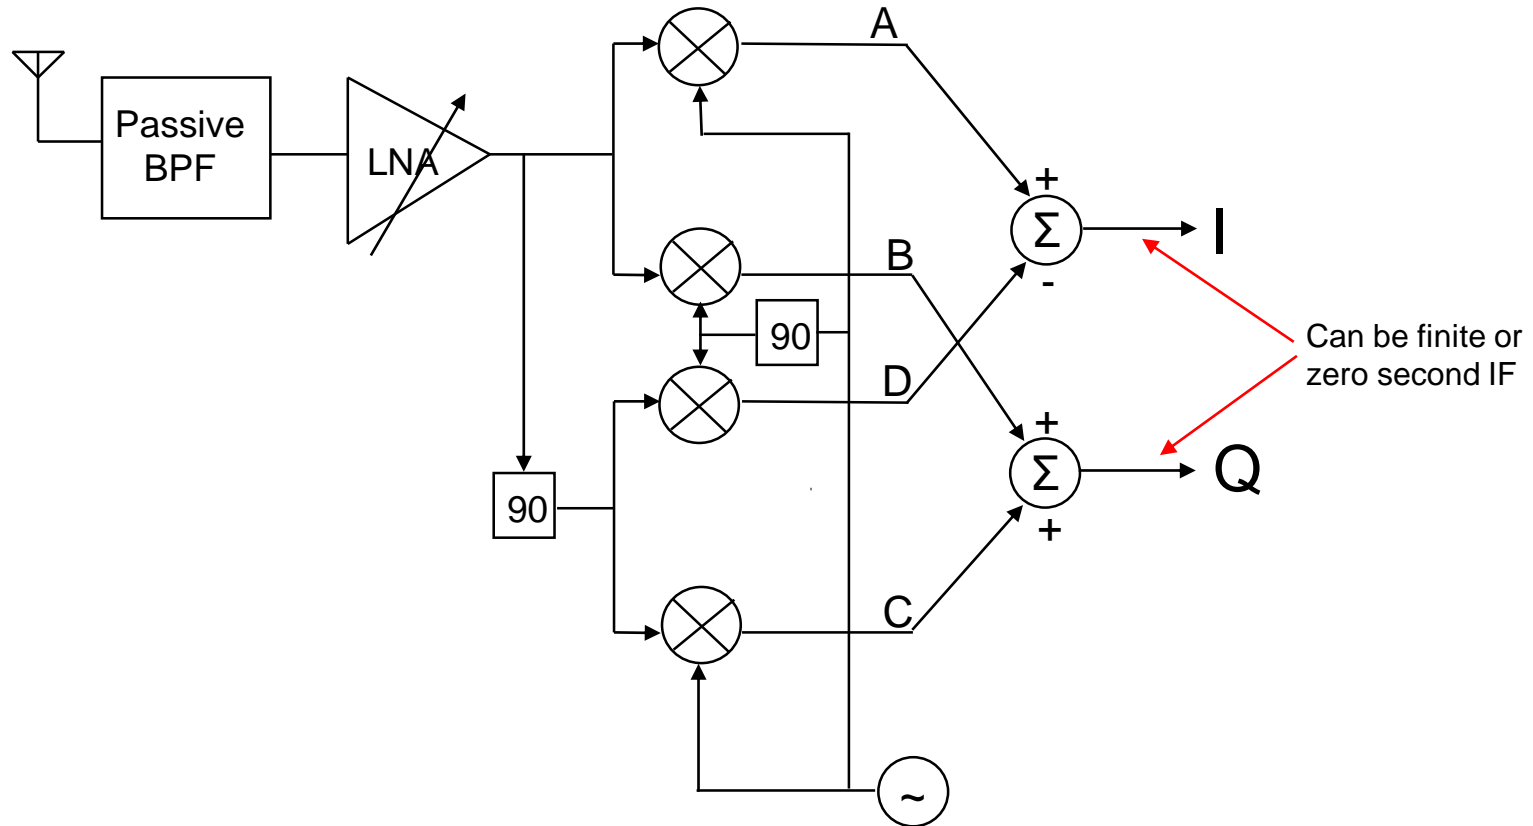 A
Passive
BPF
LNA
+
Σ
-
I
B
90
D
Can be finite or
zero second IF
+
Σ
+
Q
90
C
~